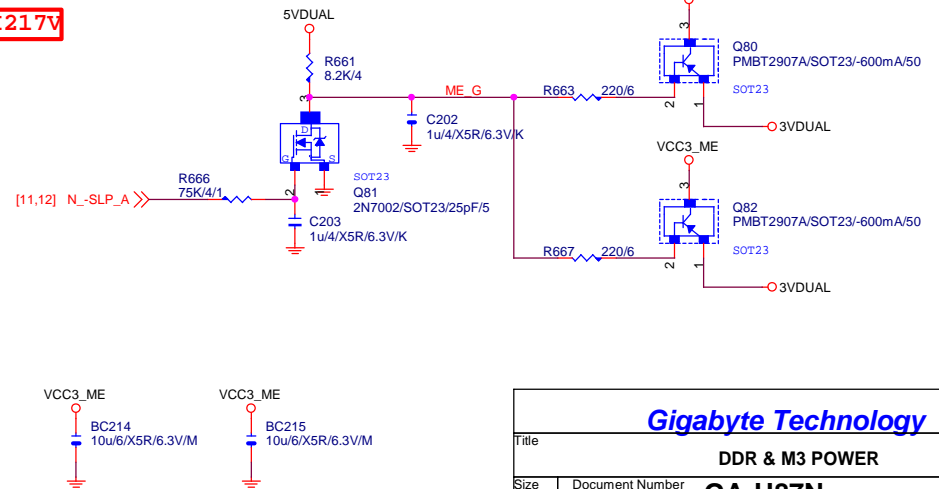 217V
5VDUAL
R661
8.2K/4
3
ME_G
C202
1u/4/X5R/6.3V/K
R663
220/6
3
Q80
PMBT2907A/SOT23/-600mA/50
SOT23
2
1
3VDUAL
D
G
S
SOT23
Q81
2N7002/SOT23/25pF/5
2
1
[11,12] N_-SLP_A
R666
75K/4/1
C203
1u/4/X5R/6.3V/K
VCC3_ME
3
Q82
PMBT2907A/SOT23/-600mA/50
SOT23
R667
220/6
2
1
3VDUAL
VCC3_ME
BC214
10u/6/X5R/6.3V/M
VCC3_ME
BC215
10u/6/X5R/6.3V/M
Gigabyte Technology
Title
DDR & M3 POWER
Size
Document Number